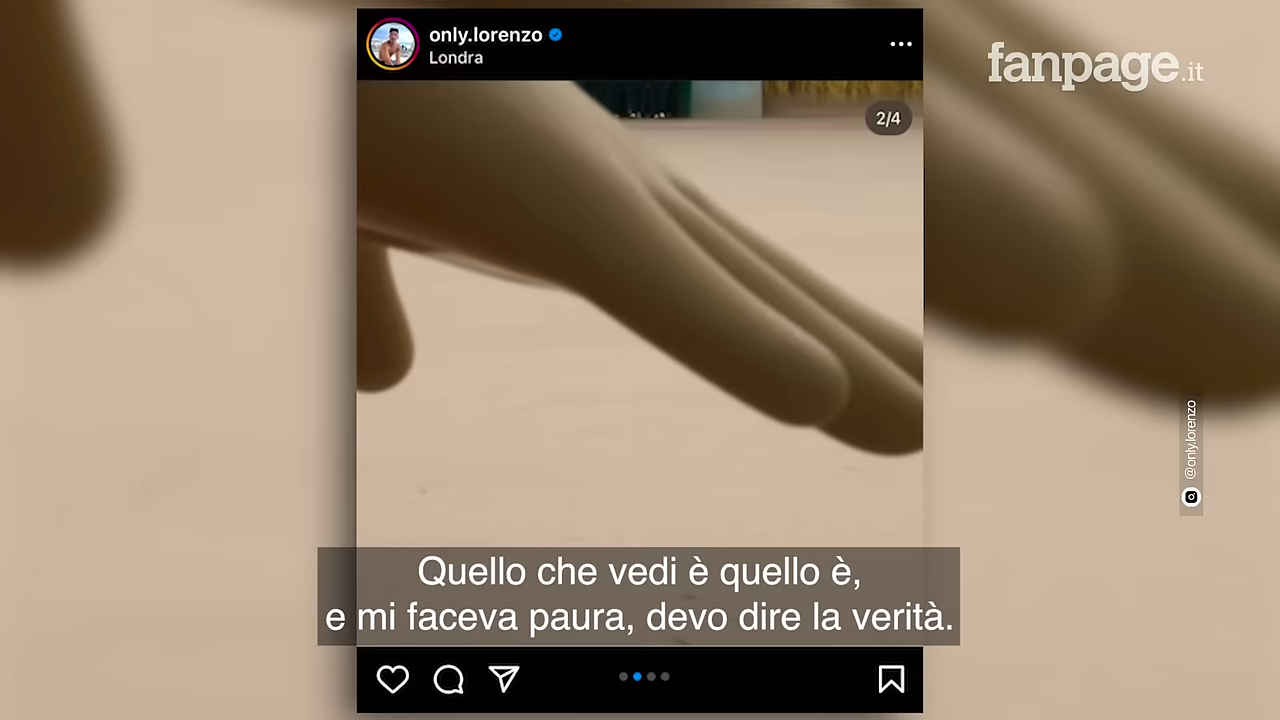 only.lorenzo
Londra
fanpage.it
2/4
@only.lorenzo
Quello che vedi è quello è,
e mi faceva paura, devo dire la verità.